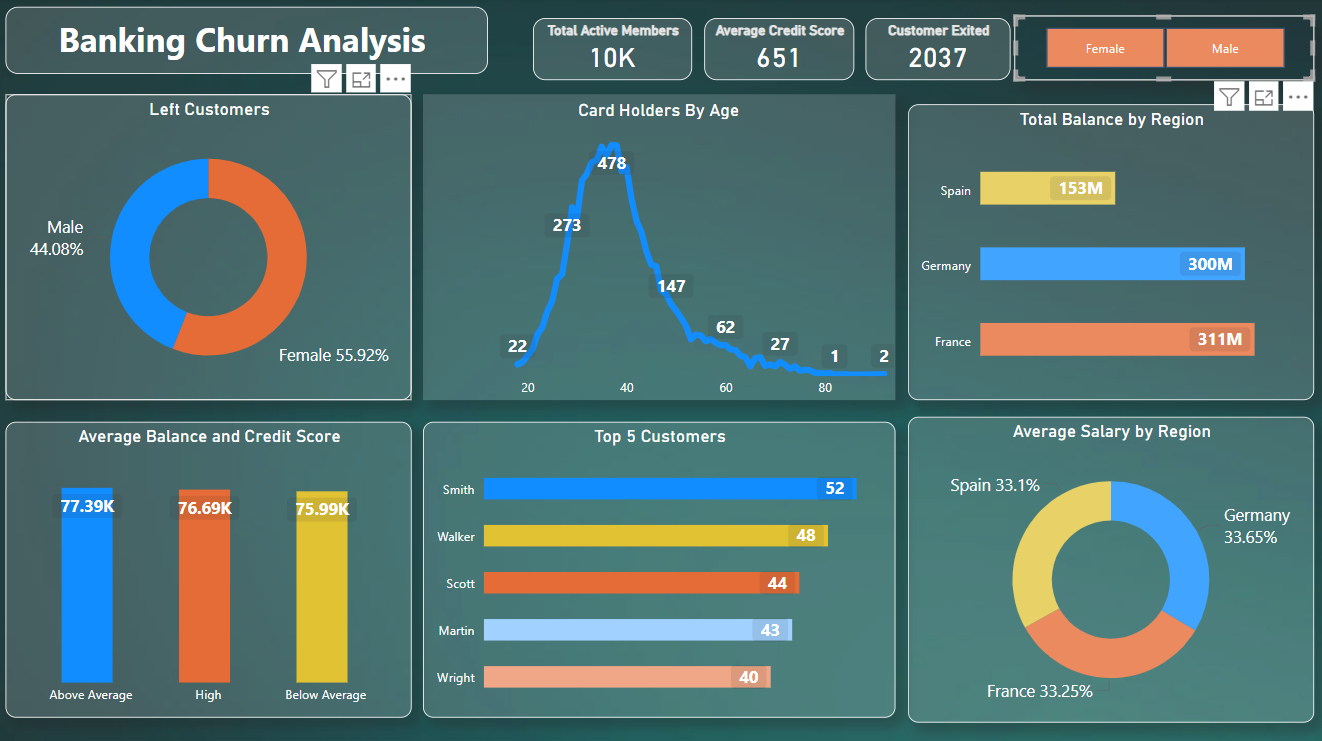 Banking Churn Analysis
Total Active Members
10K
Average Credit Score
651
Customer Exited
2037
Female
Male
Left Customers
Male
44.08%
Female 55.92%
Card Holders By Age
478
273
147
22
62
27
1
2
20
40
60
80
Total Balance by Region
Spain
153M
Germany
300M
France
311M
Average Balance and Credit Score
77.39K
76.69K
75.99K
Above Average
High
Below Average
Top 5 Customers
Smith
52
Walker
48
Scott
44
Martin
43
Wright
40
Average Salary by Region
Spain 33.1%
Germany
33.65%
France 33.25%